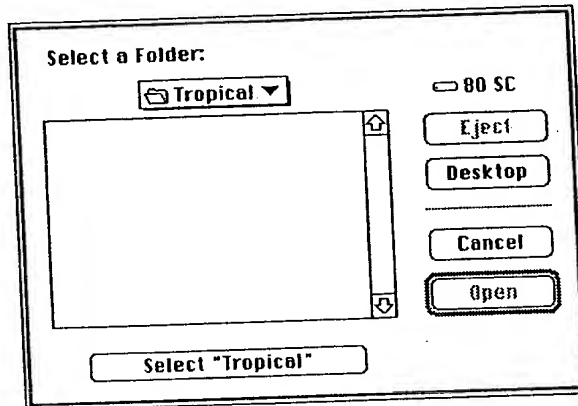 Select a Folder:
Tropical
80 SC
Eject
Desktop
Cancel
Open
Select "Tropical"